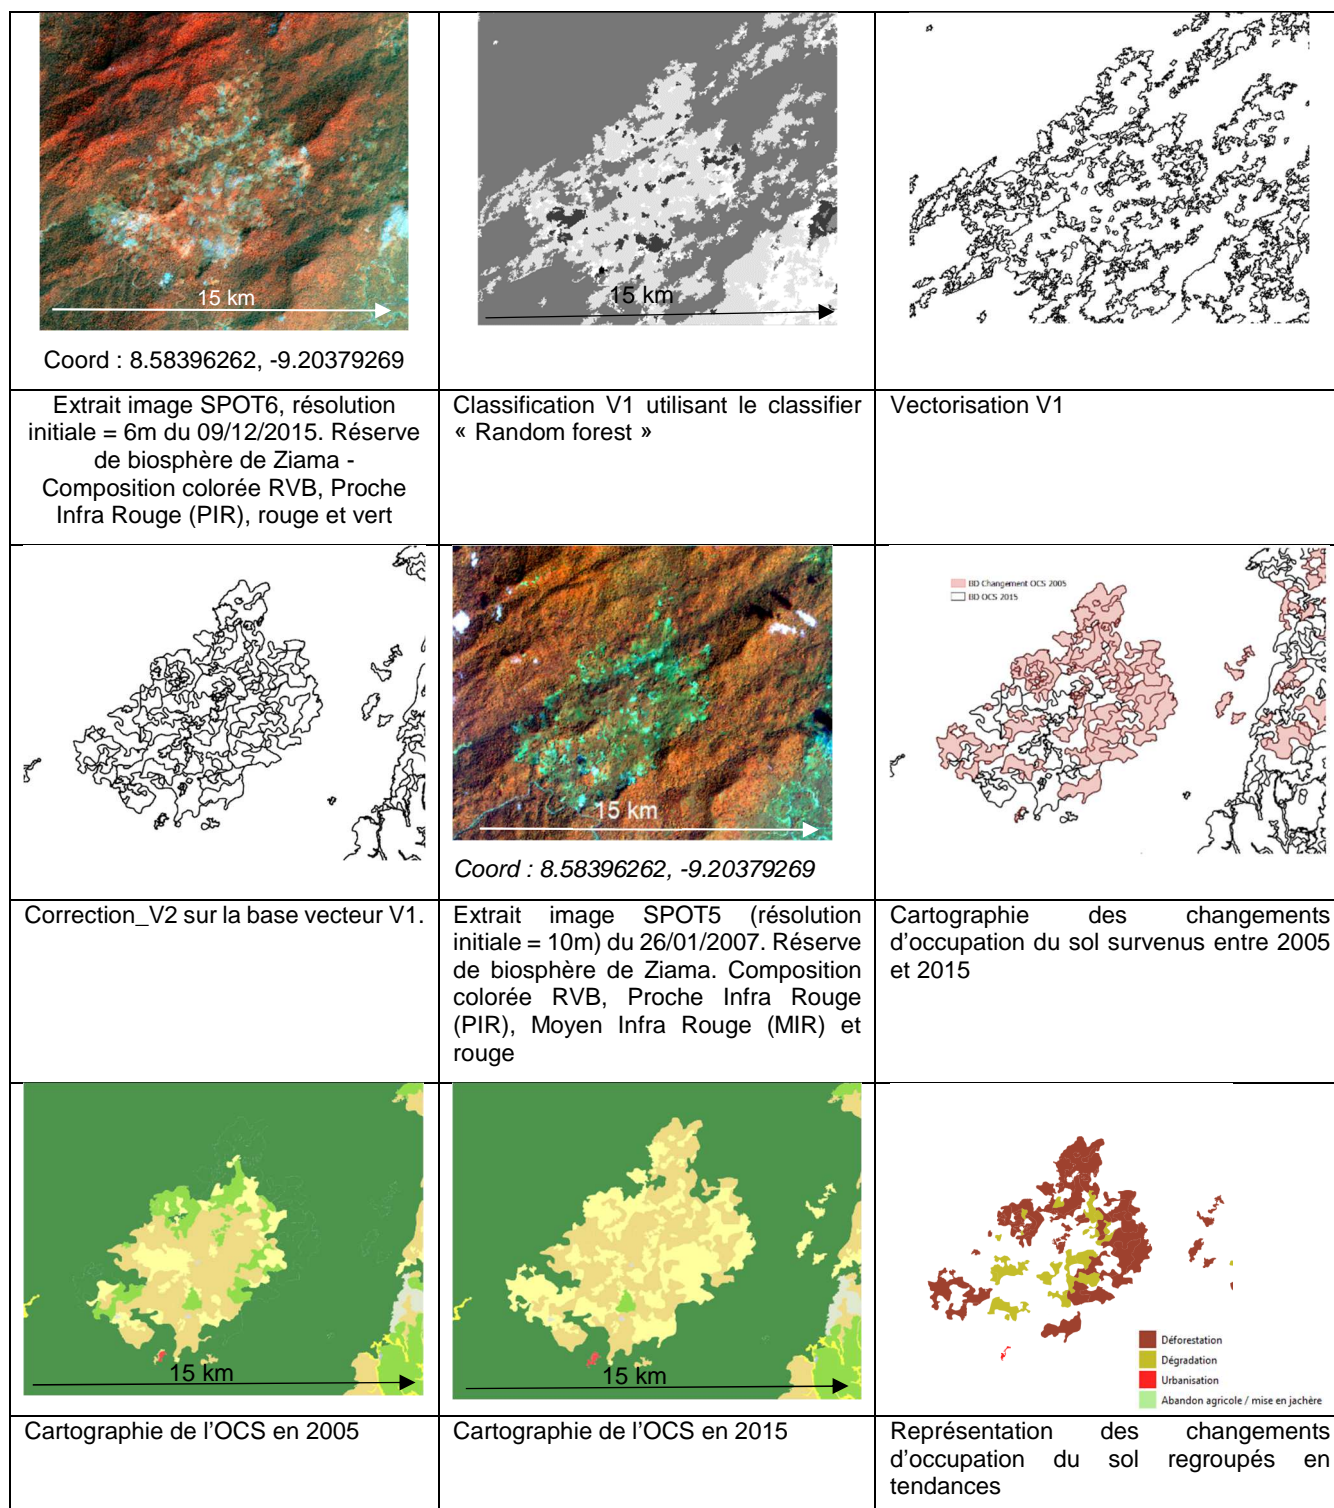 15 km
Coord : 8.58396262, -9.20379269
15 km
Extrait image SPOT6, résolution
initiale = 6m du 09/12/2015. Réserve
de biosphère de Ziama -
Composition colorée RVB, Proche
Infra Rouge (PIR), rouge et vert
Classification V1 utilisant le classifier
« Random forest »
Vectorisation V1
15 km
Coord : 8.58396262, -9.20379269
BD Changement OCS 2005
BD OCS 2015
Correction_V2 sur la base vecteur V1.
Extrait image SPOT5 (résolution
initiale = 10m) du 26/01/2007. Réserve
de biosphère de Ziama. Composition
colorée RVB, Proche Infra Rouge
(PIR), Moyen Infra Rouge (MIR) et
rouge
Cartographie des changements
d'occupation du sol survenus entre 2005
et 2015
15 km
15 km
Déforestation
Dégradation
Urbanisation
Abandon agricole / mise en jachère
Cartographie de l'OCS en 2005
Cartographie de l'OCS en 2015
Représentation des changements
d'occupation du sol regroupés en
tendances